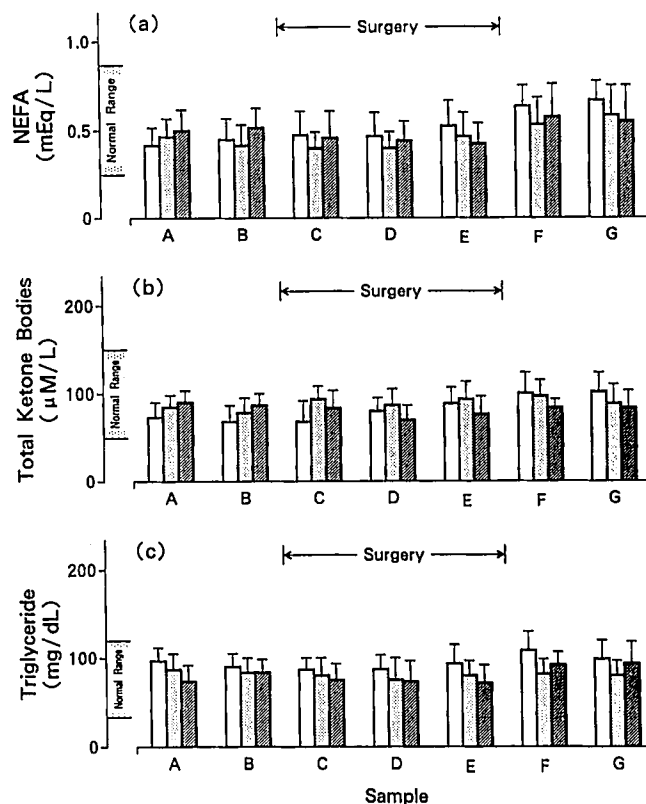 (a)
Surgery
NEFA
(mEq/L)
1.0
0.5
0
Normal Range
A B C D E F G
(b)
Surgery
Total Ketone Bodies
(μM/L)
200
100
0
Normal Range
A B C D E F G
(c)
Surgery
Triglyceride
(mg/dL)
200
100
0
Normal Range
A B C D E F G
Sample